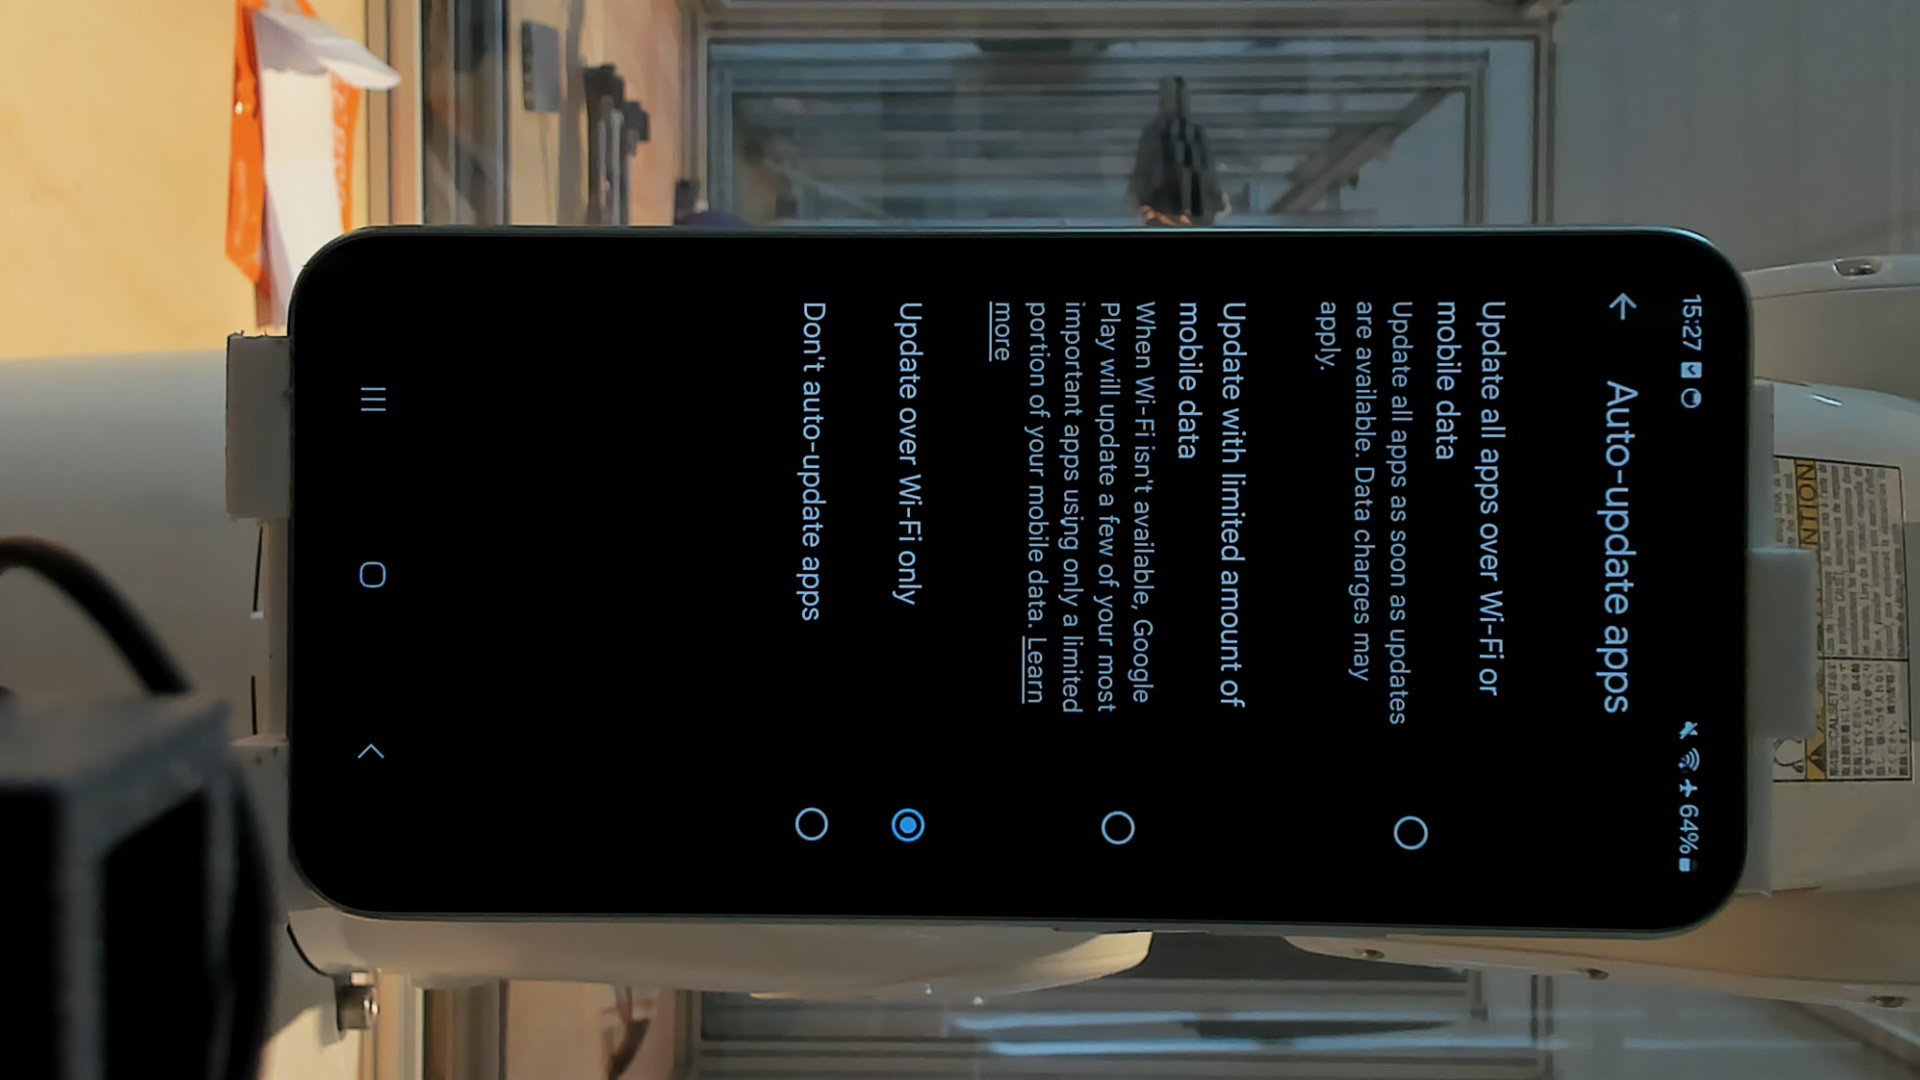 15:27
64%
Auto-update apps
Update all apps over Wi-Fi or
mobile data
Update all apps as soon as updates
are available. Data charges may
apply.
Update with limited amount of
mobile data
When Wi-Fi isn't available, Google
Play will update a few of your most
important apps using only a limited
portion of your mobile data. Learn
more
Update over Wi-Fi only
Don't auto-update apps